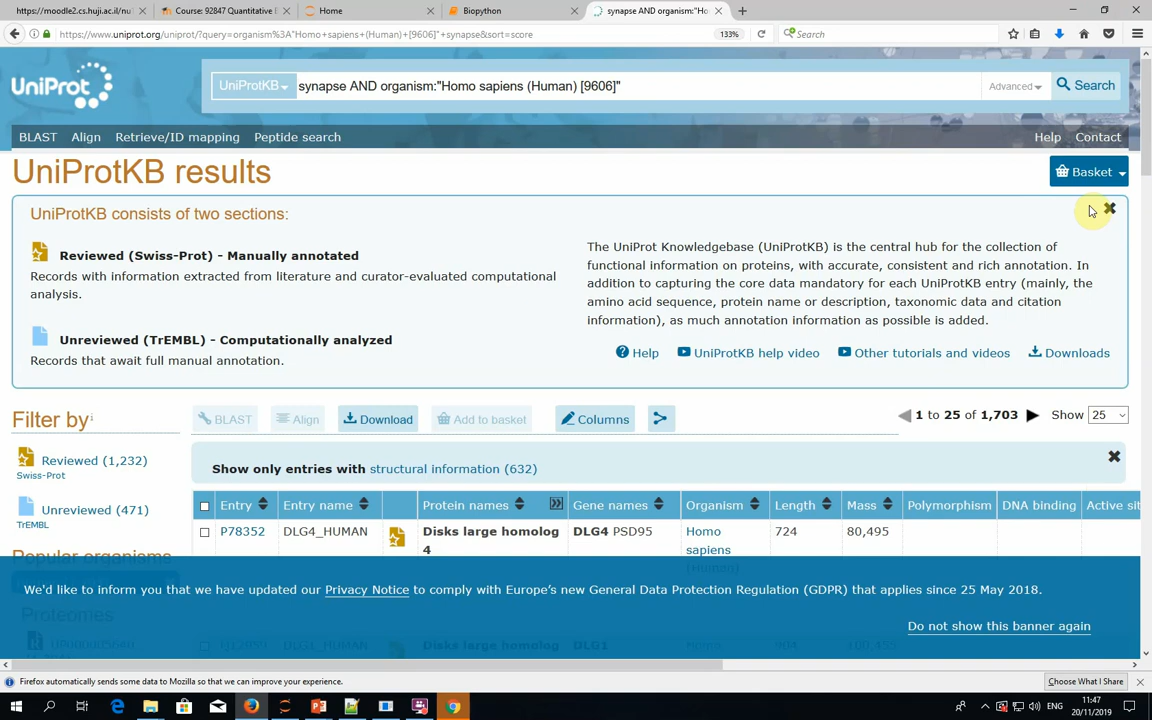 https://moodle2.cs.huji.ac.il/nu
Course: 92847 Quantitative
Home
Biopython
synapse AND organism:"Ho
https://www.uniprot.org/uniprot/?query=organism%3A"Homo+sapiens+(Human)+[9606]"+synapse&sort=score
133%
Search
UniProt
UniProtKB
synapse AND organism:"Homo sapiens (Human) [9606]"
Advanced
Search
BLAST Align Retrieve/ID mapping Peptide search
Help Contact
UniProtKB results
Basket
UniProtKB consists of two sections:
Reviewed (Swiss-Prot) - Manually annotated
Records with information extracted from literature and curator-evaluated computational
analysis.
Unreviewed (TrEMBL) - Computationally analyzed
Records that await full manual annotation.
The UniProt Knowledgebase (UniProtKB) is the central hub for the collection of
functional information on proteins, with accurate, consistent and rich annotation. In
addition to capturing the core data mandatory for each UniProtKB entry (mainly, the
amino acid sequence, protein name or description, taxonomic data and citation
information), as much annotation information as possible is added.
Help UniProtKB help video Other tutorials and videos Downloads
Filter by
BLAST Align Download Add to basket Columns
1 to 25 of 1,703 Show 25
Reviewed (1,232)
Swiss-Prot
Unreviewed (471)
TrEMBL
Popular organisms
Show only entries with structural information (632)
Entry Entry name Protein names Gene names Organism Length Mass Polymorphism DNA binding Active sit
P78352 DLG4_HUMAN Disks large homolog DLG4 PSD95 Homo 724 80,495
4 sapiens
(Human)
We'd like to inform you that we have updated our Privacy Notice to comply with Europe's new General Data Protection Regulation (GDPR) that applies since 25 May 2018.
Do not show this banner again
Proteomes
DLG1_HUMAN Disks large homolog DLG1 Homo 904 100,455
Firefox automatically sends some data to Mozilla so that we can improve your experience.
Choose What I Share
ENG
11:47
20/11/2019